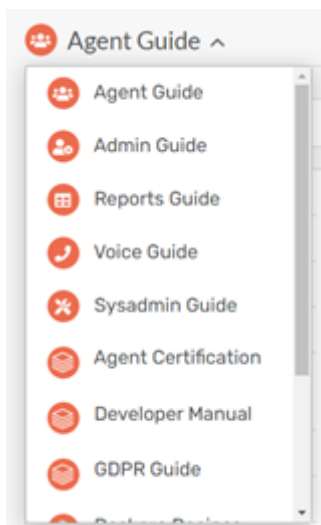 Agent Guide
Agent Guide
Admin Guide
Reports Guide
Voice Guide
Sysadmin Guide
Agent Certification
Developer Manual
GDPR Guide